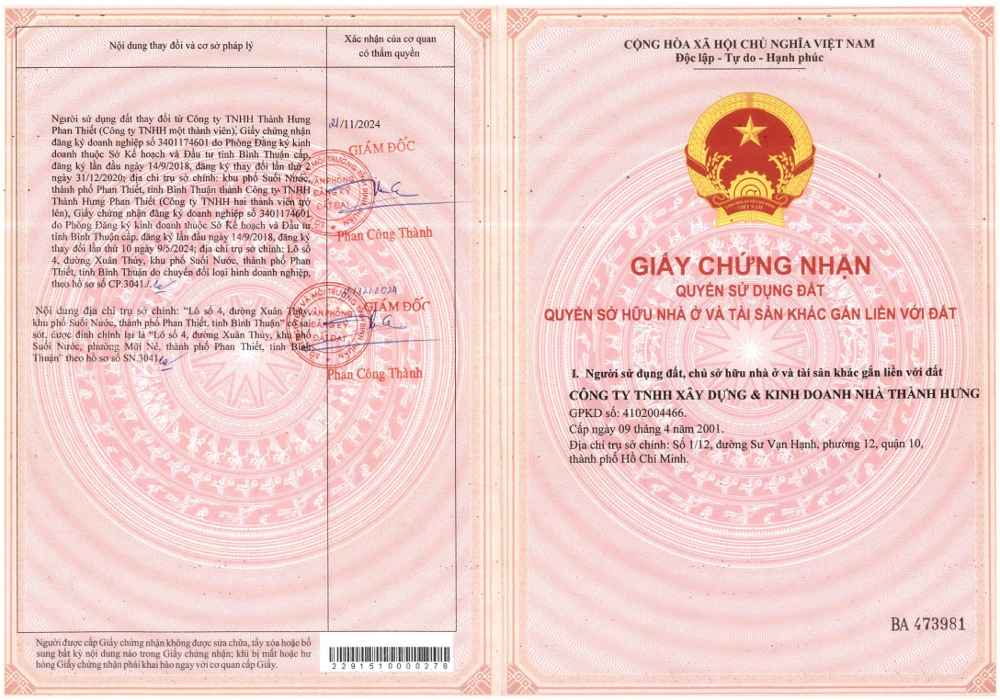 Nội dung thay đổi và cơ sở pháp lý
Xác nhận của cơ quan
có thẩm quyền
Người sử dụng đất thay đổi từ Công ty TNHH Thành Hưng
Phan Thiết (Công ty TNHH một thành viên), Giấy chứng nhận
đăng ký doanh nghiệp số 3401174601 do Phòng Đăng ký kinh
doanh thuộc Sở Kế hoạch và Đầu tư tỉnh Bình Thuận cấp,
đăng ký lần đầu ngày 14/9/2018, đăng ký thay đổi lần thứ 2
ngày 31/12/2020; địa chỉ trụ sở chính: khu phố Suối Nước,
thành phố Phan Thiết, tỉnh Bình Thuận thành Công ty TNHH
Thành Hưng Phan Thiết (Công ty TNHH hai thành viên trở
lên), Giấy chứng nhận đăng ký doanh nghiệp số 3401174601
do Phòng Đăng ký kinh doanh thuộc Sở Kế hoạch và Đầu tư
tỉnh Bình Thuận cấp, đăng ký lần đầu ngày 14/9/2018, đăng ký
thay đổi lần thứ 10 ngày 9/5/2024; địa chỉ trụ sở chính: Lô số
4, đường Xuân Thủy, khu phố Suối Nước, thành phố Phan
Thiết, tỉnh Bình Thuận do chuyển đổi loại hình doanh nghiệp,
theo hồ sơ số CP.3041./.
21/11/2024
GIÁM ĐỐC
VĂN PHÒNG
ĐĂNG KÝ
ĐẤT ĐAI
Phan Công Thành
Nội dung địa chỉ trụ sở chính: “Lô số 4, đường Xuân Thủy,
khu phố Suối Nước, thành phố Phan Thiết, tỉnh Bình Thuận” có sai
sót, được đính chính lại là “Lô số 4, đường Xuân Thủy, khu phố
Suối Nước, phường Mũi Né, thành phố Phan Thiết, tỉnh Bình
Thuận” theo hồ sơ số SN.3041
/12/2024
GIÁM ĐỐC
VĂN PHÒNG
ĐĂNG KÝ
ĐẤT ĐAI
Phan Công Thành
Người được cấp Giấy chứng nhận không được sửa chữa, tẩy xóa hoặc bổ
sung bất kỳ nội dung nào trong Giấy chứng nhận; khi bị mất hoặc hư
hỏng Giấy chứng nhận phải khai báo ngay với cơ quan cấp Giấy.
2291510000278
CỘNG HÒA XÃ HỘI CHỦ NGHĨA VIỆT NAM
Độc lập - Tự do - Hạnh phúc
CỘNG HÒA XÃ HỘI CHỦ NGHĨA
VIỆT NAM
GIẤY CHỨNG NHẬN
QUYỀN SỬ DỤNG ĐẤT
QUYỀN SỞ HỮU NHÀ Ở VÀ TÀI SẢN KHÁC GẮN LIỀN VỚI ĐẤT
I. Người sử dụng đất, chủ sở hữu nhà ở và tài sản khác gắn liền với đất
CÔNG TY TNHH XÂY DỰNG & KINH DOANH NHÀ THÀNH HƯNG
GPKD số: 4102004466.
Cấp ngày 09 tháng 4 năm 2001.
Địa chỉ trụ sở chính: Số 1/12, đường Sư Vạn Hạnh, phường 12, quận 10,
thành phố Hồ Chí Minh.
BA 473981